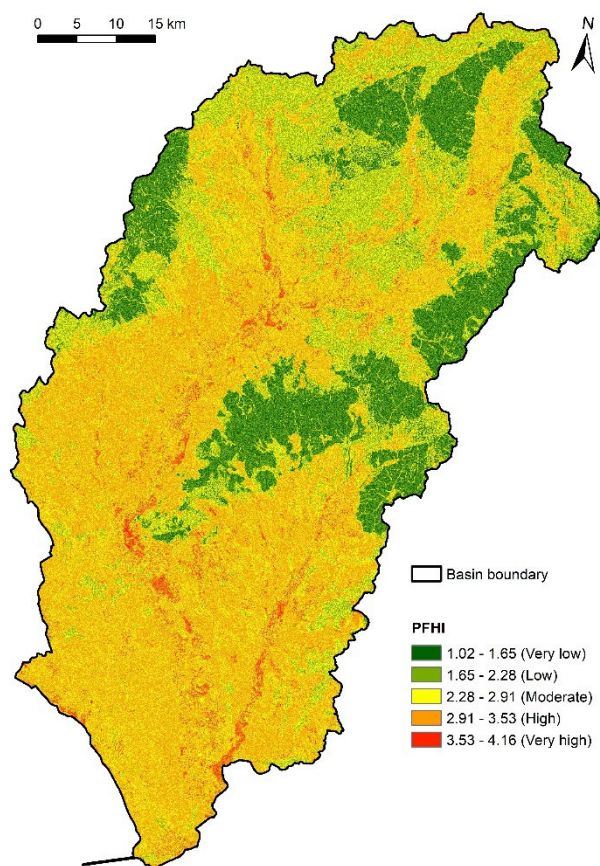 0 5 10 15 km
N
Basin boundary
PFHI
1.02 - 1.65 (Very low)
1.65 - 2.28 (Low)
2.28 - 2.91 (Moderate)
2.91 - 3.53 (High)
3.53 - 4.16 (Very high)